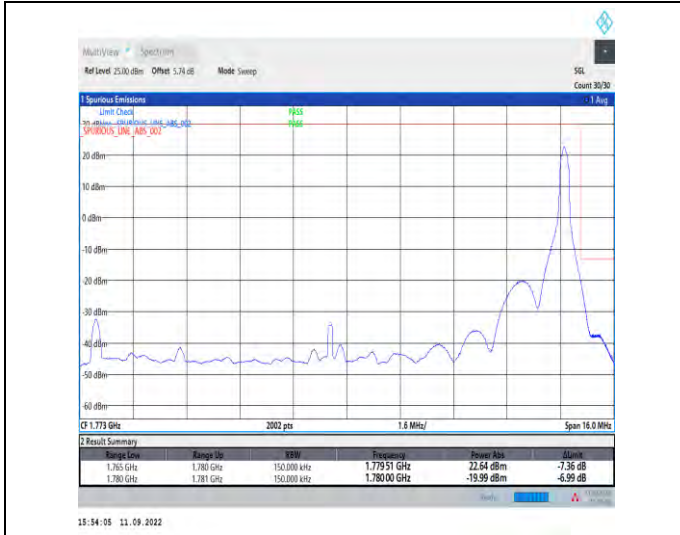 MultiView Spectrum
Ref Level 25.00 dBm Offset 5.74 dB Mode Sweep SGL
Count 30/30
1 Spurious Emissions 1 Avg
Limit Check PASS
PASS
_SPURIOUS_LINE_ABS_002
20 dBm
10 dBm
0 dBm
-10 dBm
-20 dBm
-30 dBm
-40 dBm
-50 dBm
-60 dBm
CF 1.773 GHz 2002 pts 1.6 MHz/ Span 16.0 MHz
2 Result Summary
Range Low Range Up RBW Frequency Power Abs ΔLimit
1.765 GHz 1.780 GHz 150.000 kHz 1.77951 GHz 22.64 dBm -7.36 dB
1.780 GHz 1.781 GHz 150.000 kHz 1.78000 GHz -19.99 dBm -6.99 dB
Ready
15:54:05 11.09.2022